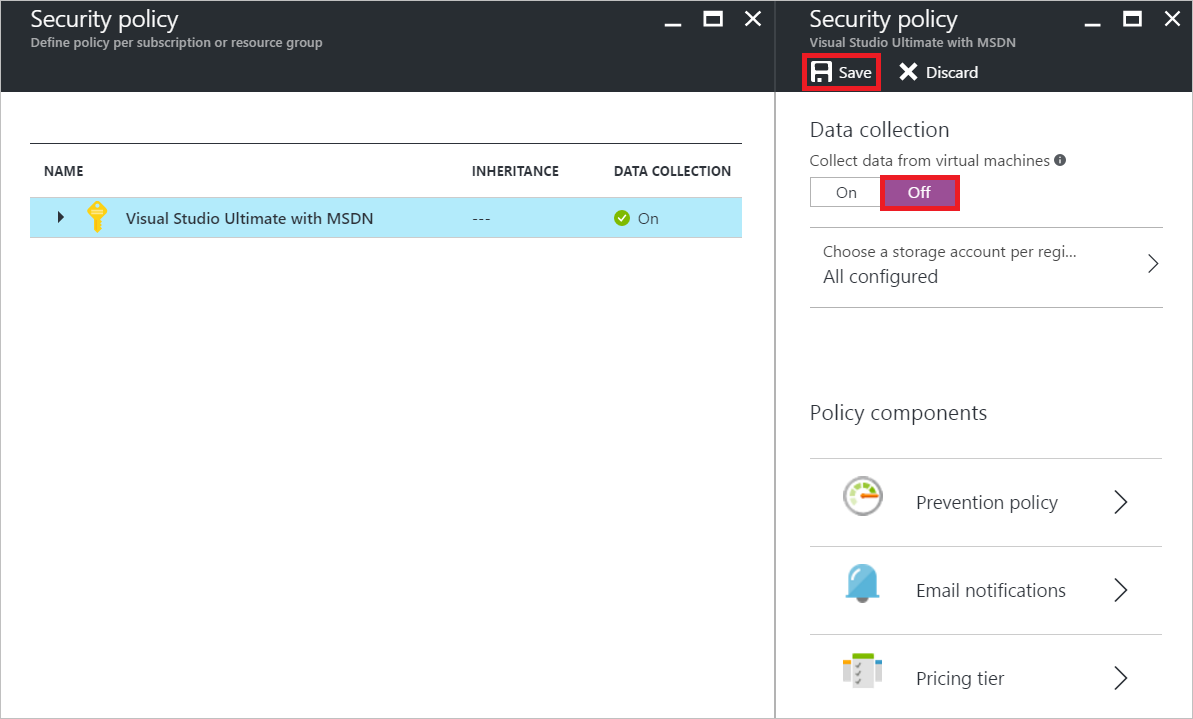 Security policy
Define policy per subscription or resource group
NAME
INHERITANCE
DATA COLLECTION
Visual Studio Ultimate with MSDN
---
On
Security policy
Visual Studio Ultimate with MSDN
Save
Discard
Data collection
Collect data from virtual machines
On
Off
Choose a storage account per regi...
All configured
Policy components
Prevention policy
Email notifications
Pricing tier